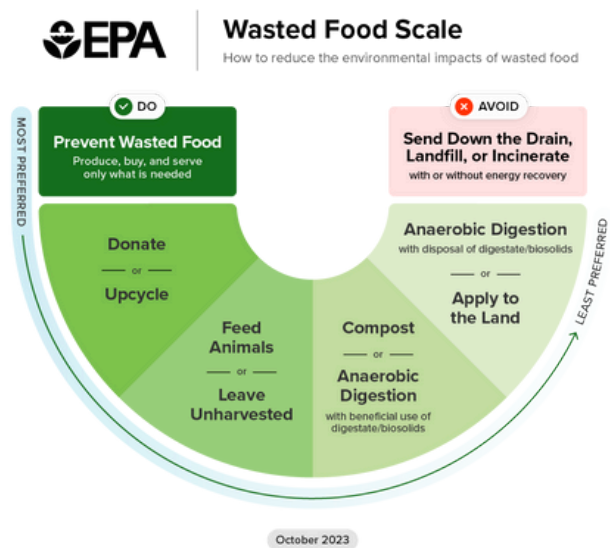 EPA
Wasted Food Scale
How to reduce the environmental impacts of wasted food
DO
Prevent Wasted Food
Produce, buy, and serve
only what is needed
AVOID
Send Down the Drain,
Landfill, or Incinerate
with or without energy recovery
MOST PREFERRED
Donate
or
Upcycle
Feed
Animals
or
Leave
Unharvested
Compost
or
Anaerobic
Digestion
with beneficial use of
digestate/biosolids
Anaerobic Digestion
with disposal of digestate/biosolids
or
Apply to
the Land
LEAST PREFERRED
October 2023